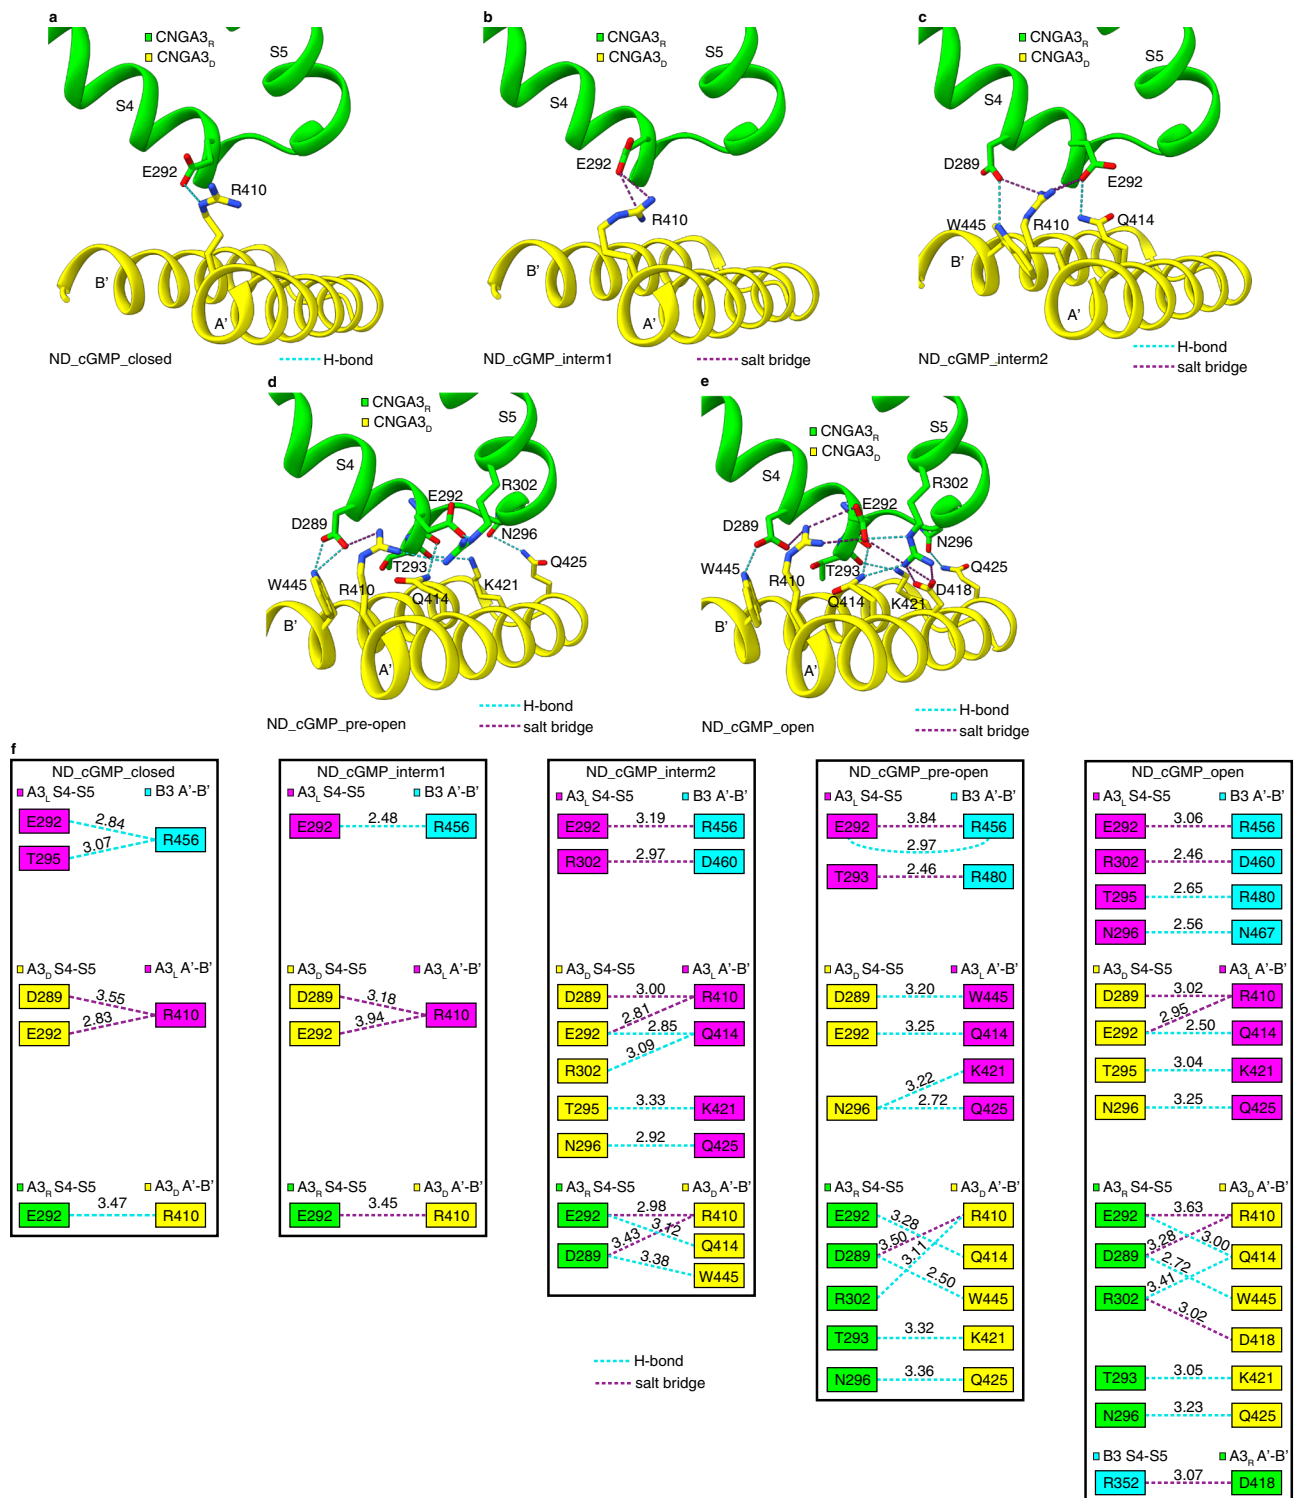 a
CNGA3R
CNGA3D
S5
S4
E292
R410
B'
A'
ND_cGMP_closed
H-bond
b
CNGA3R
CNGA3D
S5
S4
E292
R410
B'
A'
ND_cGMP_interm1
salt bridge
c
CNGA3R
CNGA3D
S5
S4
D289
E292
W445
R410
Q414
B'
A'
ND_cGMP_interm2
H-bond
salt bridge
d
CNGA3R
CNGA3D
S5
S4
R302
E292
D289
N296
Q425
T293
W445
R410
Q414
K421
B'
A'
ND_cGMP_pre-open
H-bond
salt bridge
e
CNGA3R
CNGA3D
S5
S4
R302
E292
D289
N296
Q425
W445
T293
R410
D418
Q414
K421
B'
A'
ND_cGMP_open
H-bond
salt bridge
f
ND_cGMP_closed
A3L S4-S5 B3 A'-B'
E292 2.84
R456
T295 3.07
A3D S4-S5 A3L A'-B'
D289 3.55
R410
E292 2.83
A3R S4-S5 A3D A'-B'
E292 3.47 R410
ND_cGMP_interm1
A3L S4-S5 B3 A'-B'
E292 2.48 R456
A3D S4-S5 A3L A'-B'
D289 3.18
R410
E292 3.94
A3R S4-S5 A3D A'-B'
E292 3.45 R410
ND_cGMP_interm2
A3L S4-S5 B3 A'-B'
E292 3.19 R456
R302 2.97 D460
A3D S4-S5 A3L A'-B'
D289 3.00 R410
2.81
E292 2.85 Q414
3.09
R302
T295 3.33 K421
N296 2.92 Q425
A3R S4-S5 A3D A'-B'
E292 2.98 R410
3.43 3.12
Q414
D289 3.38
W445
H-bond
salt bridge
ND_cGMP_pre-open
A3L S4-S5 B3 A'-B'
E292 3.84 R456
2.97
T293 2.46 R480
A3D S4-S5 A3L A'-B'
D289 3.20 W445
E292 3.25 Q414
3.22 K421
N296 2.72 Q425
A3R S4-S5 A3D A'-B'
E292 3.28 R410
D289 3.50 3.11 Q414
2.50
R302 W445
T293 3.32 K421
N296 3.36 Q425
ND_cGMP_open
A3L S4-S5 B3 A'-B'
E292 3.06 R456
R302 2.46 D460
T295 2.65 R480
N296 2.56 N467
A3D S4-S5 A3L A'-B'
D289 3.02 R410
2.95
E292 2.50 Q414
T295 3.04 K421
N296 3.25 Q425
A3R S4-S5 A3D A'-B'
E292 3.63 R410
D289 3.28 3.00 Q414
2.72
R302 3.41 W445
3.02
D418
T293 3.05 K421
N296 3.23 Q425
B3 S4-S5 A3R A'-B'
R352 3.07 D418